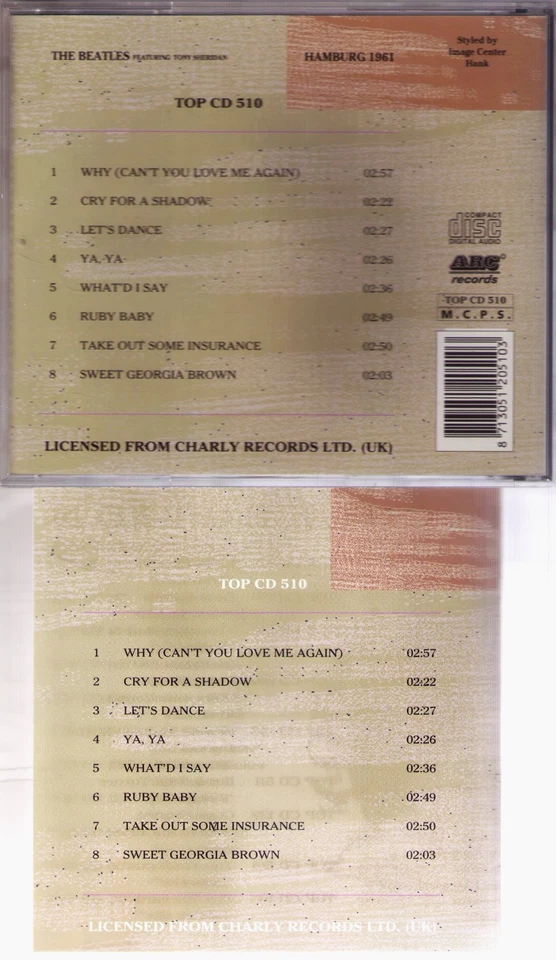 THE BEATLES FEATURING TONY SHERIDAN HAMBURG 1961
Styled by
Image Center
Hank
TOP CD 510
1 WHY (CAN'T YOU LOVE ME AGAIN) 02:57
2 CRY FOR A SHADOW 02:22
3 LET'S DANCE 02:27
4 YA, YA 02:26
5 WHAT'D I SAY 02:36
6 RUBY BABY 02:49
7 TAKE OUT SOME INSURANCE 02:50
8 SWEET GEORGIA BROWN 02:03
LICENSED FROM CHARLY RECORDS LTD. (UK)
COMPACT
disc
DIGITAL AUDIO
ARC©
records
TOP CD 510
M.C.P.S.
8 713051 205103
TOP CD 510
1 WHY (CAN'T YOU LOVE ME AGAIN) 02:57
2 CRY FOR A SHADOW 02:22
3 LET'S DANCE 02:27
4 YA, YA 02:26
5 WHAT'D I SAY 02:36
6 RUBY BABY 02:49
7 TAKE OUT SOME INSURANCE 02:50
8 SWEET GEORGIA BROWN 02:03
LICENSED FROM CHARLY RECORDS LTD. (UK)